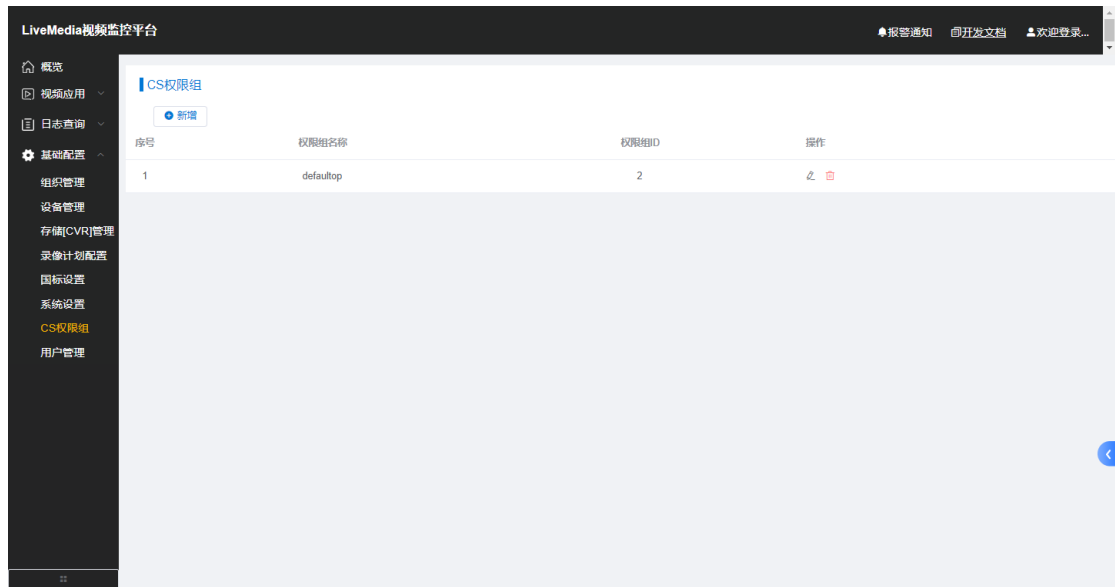 LiveMedia视频监控平台
报警通知 开发文档 欢迎登录...
概览
视频应用
日志查询
基础配置
组织管理
设备管理
存储[CVR]管理
录像计划配置
国标设置
系统设置
CS权限组
用户管理
CS权限组
新增
序号 权限组名称 权限组ID 操作
1 defaultop 2